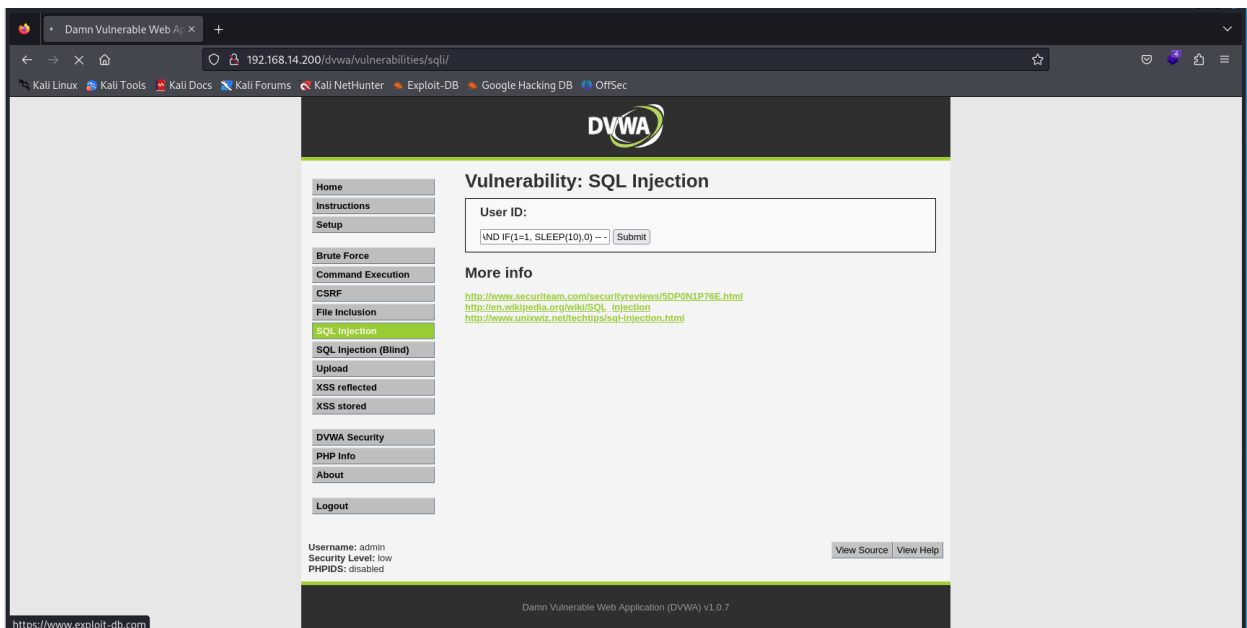 Damn Vulnerable Web Ap
192.168.14.200/dvwa/vulnerabilities/sqli/
4
Kali Linux Kali Tools Kali Docs Kali Forums Kali NetHunter Exploit-DB Google Hacking DB OffSec
DVWA
Home
Instructions
Setup
Brute Force
Command Execution
CSRF
File Inclusion
SQL Injection
SQL Injection (Blind)
Upload
XSS reflected
XSS stored
DVWA Security
PHP Info
About
Logout
Vulnerability: SQL Injection
User ID:
AND IF(1=1, SLEEP(10),0) -- - Submit
More info
http://www.securiteam.com/securityreviews/5DP0N1P76E.html
http://en.wikipedia.org/wiki/SQL_injection
http://www.unixwiz.net/techtips/sql-injection.html
Username: admin
Security Level: low
PHPIDS: disabled
View Source View Help
Damn Vulnerable Web Application (DVWA) v1.0.7
https://www.exploit-db.com